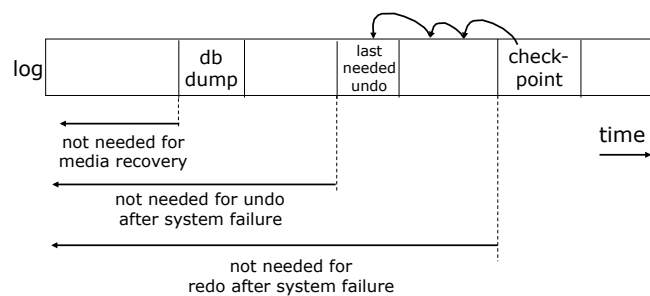 log
db
dump
last
needed
undo
check-
point
time
not needed for
media recovery
not needed for undo
after system failure
not needed for
redo after system failure